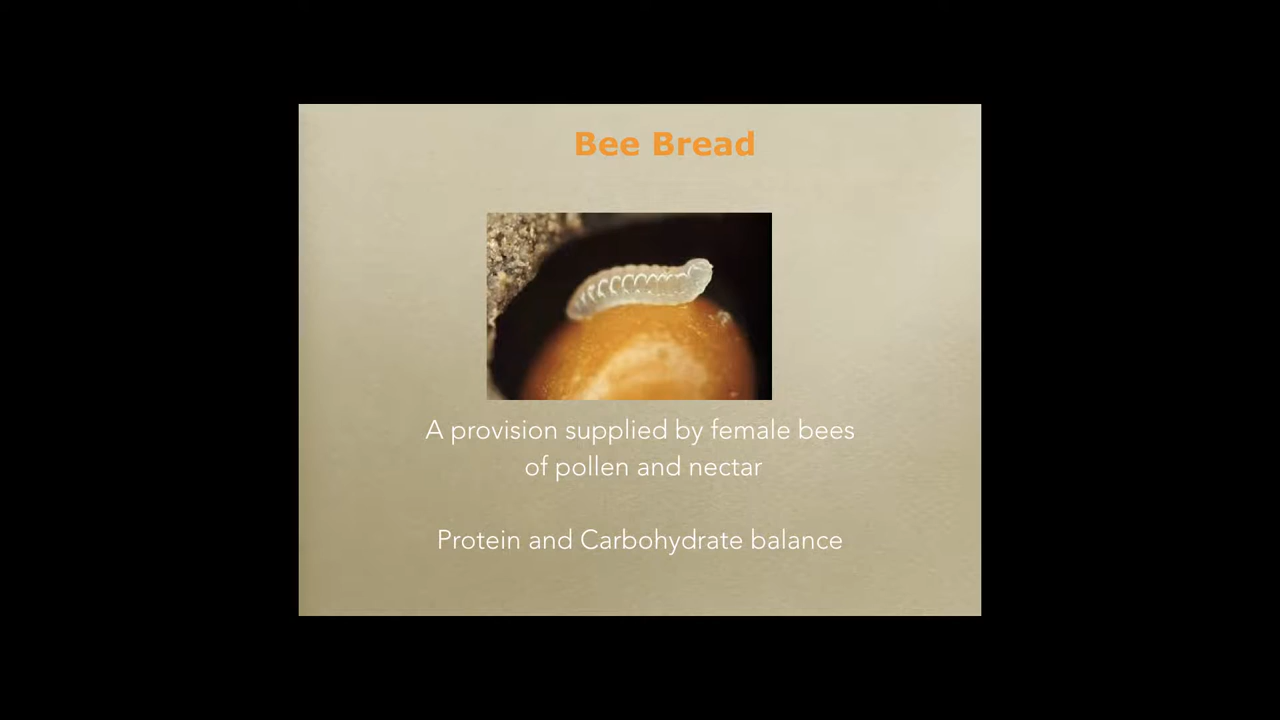 Bee Bread
A provision supplied by female bees
of pollen and nectar
Protein and Carbohydrate balance